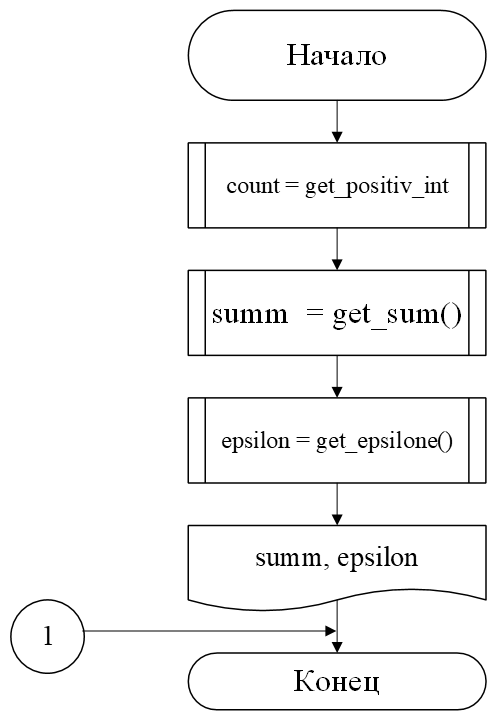 Начало
count = get_positiv_int
summ  = get_sum()
epsilon = get_epsilone()
summ, epsilon
1
Конец